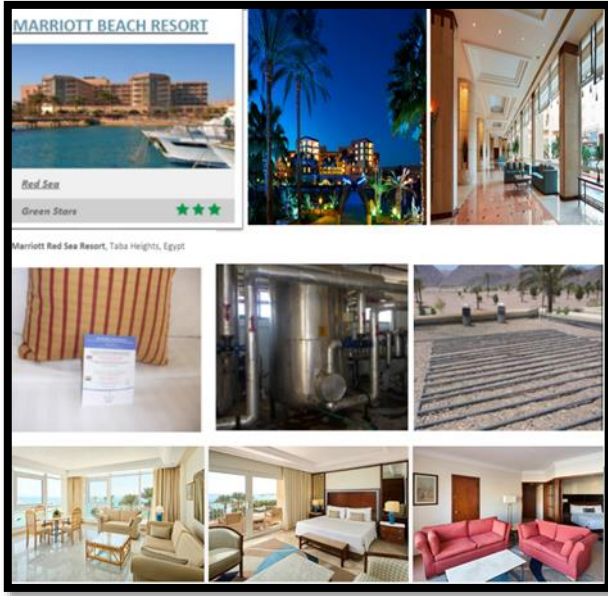 MARRIOTT BEACH RESORT
Red Sea
Green Stars
Marriott Red Sea Resort, Taba Heights, Egypt